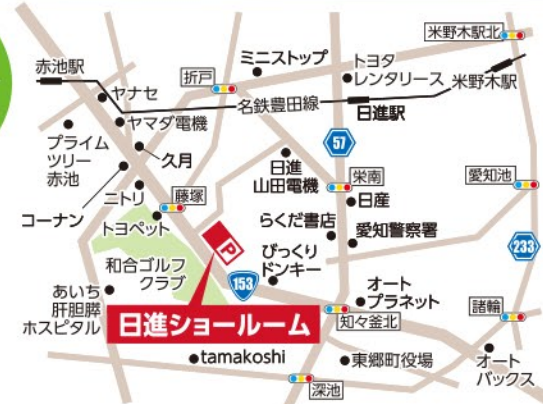 米野木駅北
赤池駅
ミニストップ
トヨタ
レンタリース
米野木駅
折戸
ヤナセ
名鉄豊田線
日進駅
ヤマダ電機
プライム
ツリー
赤池
久月
57
日進
山田電機
栄南
愛知池
ニトリ
藤塚
日産
コーナン
トヨペット
らくだ書店
愛知警察署
P
びっくり
ドンキー
233
和合ゴルフ
クラブ
153
オート
プラネット
あいち
肝胆膵
ホスピタル
日進ショールーム
知々釜北
諸輪
tamakoshi
東郷町役場
オート
バックス
深池